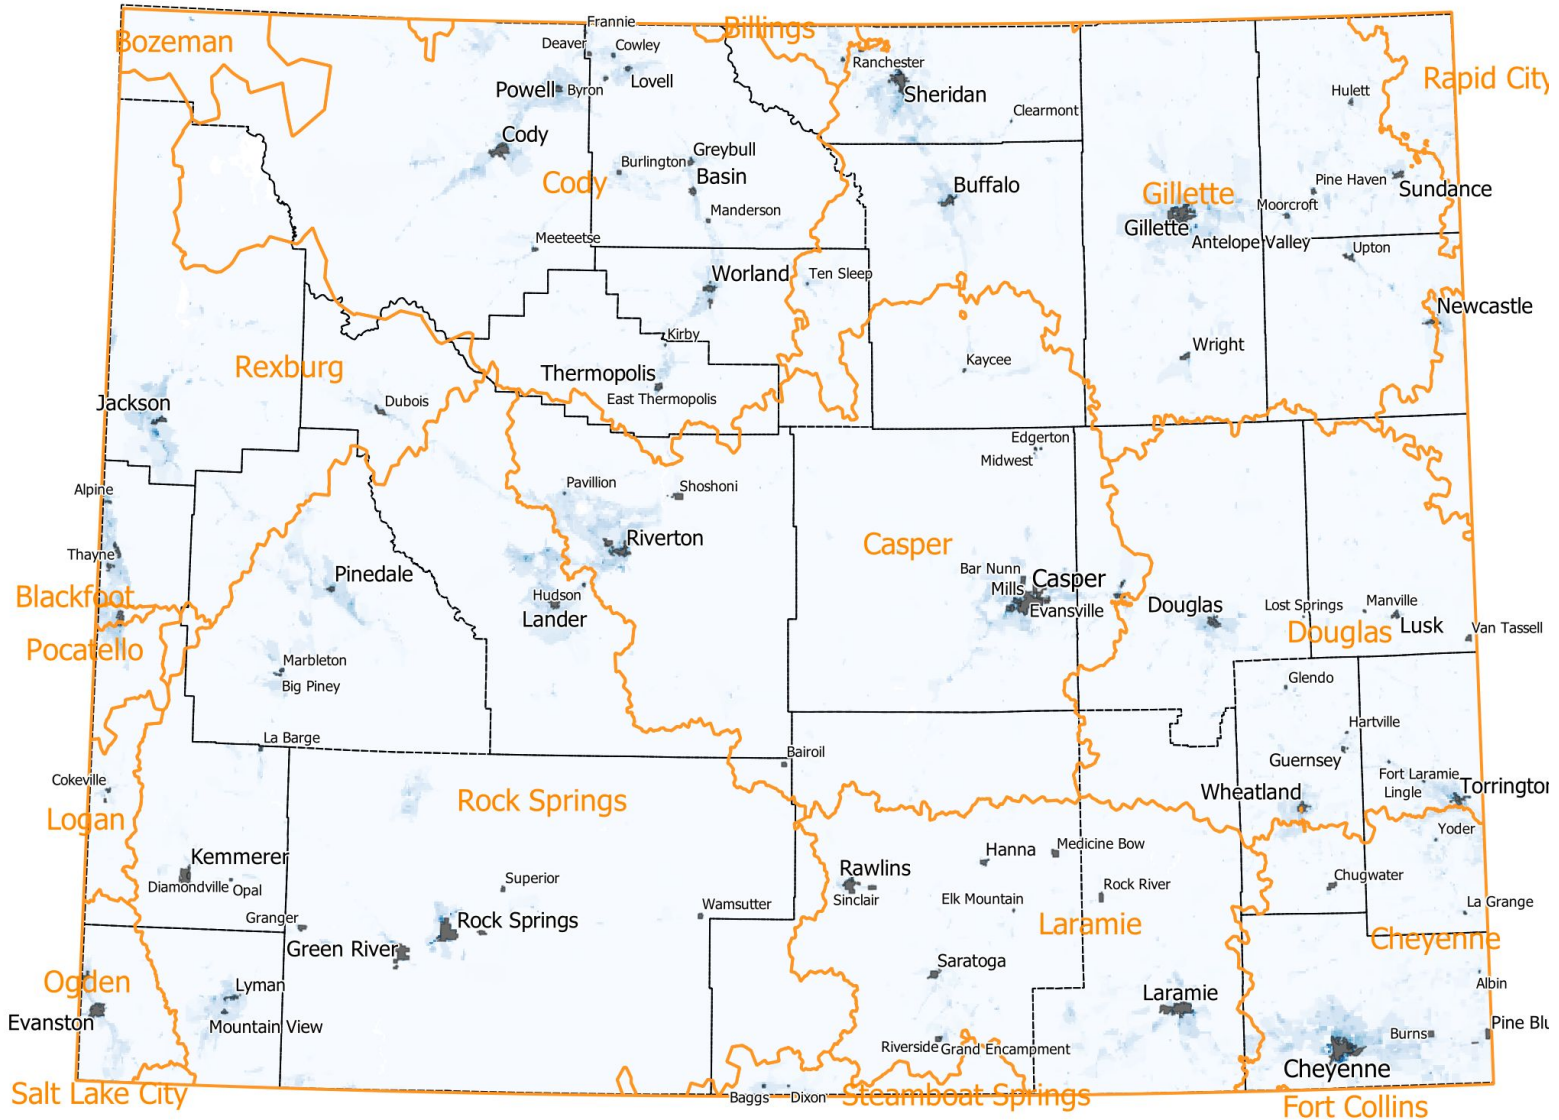 Frannie
Billings
Bozeman
Deaver
Cowley
Ranchester
Rapid City
Powell
Byron
Lovell
Sheridan
Hulett
Clearmont
Cody
Greybull
Burlington
Basin
Cody
Buffalo
Gillette
Pine Haven
Sundance
Manderson
Moorcroft
Gillette
Antelope Valley
Meeteetse
Upton
Worland
Ten Sleep
Newcastle
Kirby
Wright
Rexburg
Thermopolis
Kaycee
East Thermopolis
Jackson
Dubois
Edgerton
Midwest
Alpine
Pavillion
Shoshoni
Riverton
Casper
Thayne
Pinedale
Bar Nunn
Casper
Mills
Evansville
Blackfoot
Hudson
Lander
Douglas
Lost Springs
Manville
Lusk
Van Tassell
Douglas
Pocatello
Marbleton
Big Piney
Glendo
La Barge
Hartville
Bairoil
Guernsey
Cokeville
Fort Laramie
Lingle
Torrington
Wheatland
Rock Springs
Logan
Yoder
Kemmerer
Hanna
Medicine Bow
Diamondville
Opal
Superior
Rawlins
Sinclair
Elk Mountain
Rock River
Chugwater
La Grange
Granger
Wamsutter
Rock Springs
Green River
Laramie
Cheyenne
Ogden
Lyman
Saratoga
Laramie
Albin
Evanston
Mountain View
Pine Blu
Burns
Riverside
Grand Encampment
Cheyenne
Salt Lake City
Baggs
Dixon
Steamboat Springs
Fort Collins